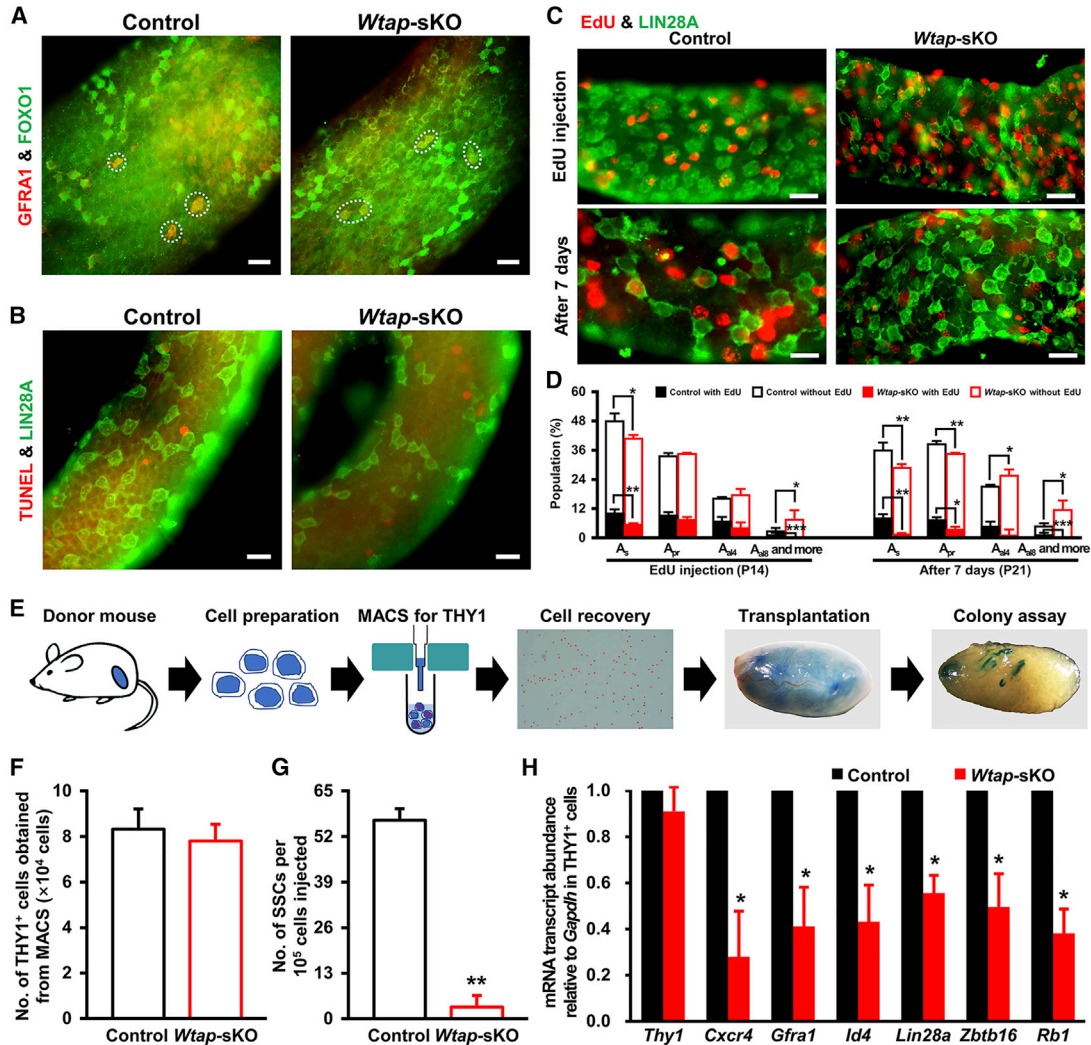 A
Control
Wtap-sKO
GFRA1 & FOXO1
B
Control
Wtap-sKO
TUNEL & LIN28A
C
EdU & LIN28A
Control
Wtap-sKO
EdU injection
After 7 days
D
Control with EdU
Control without EdU
Wtap-sKO with EdU
Wtap-sKO without EdU
Population (%)
60
48
36
24
12
0
* ** * *** ** ** ** * * * ***
As Apr Aal4 Aal8 and more
EdU injection (P14)
As Apr Aal4 Aal8 and more
After 7 days (P21)
E
Donor mouse
Cell preparation
MACS for THY1
Cell recovery
Transplantation
Colony assay
F
No. of THY1+ cells obtained
from MACS (×10⁴ cells)
10
8
6
4
2
0
Control Wtap-sKO
G
No. of SSCs per
10⁵ cells injected
65
52
39
26
13
0
**
Control Wtap-sKO
H
Control
Wtap-sKO
mRNA transcript abundance
relative to Gapdh in THY1+ cells
1.0
0.8
0.6
0.4
0.2
0.0
* * * * * *
Thy1 Cxcr4 Gfra1 Id4 Lin28a Zbtb16 Rb1